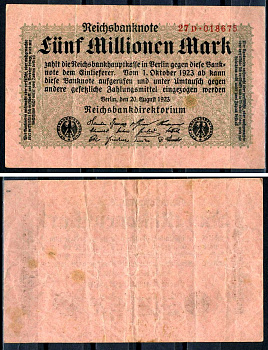 Reichsbanknote
27D·018675
Fünf Millionen Mark
zahlt die Reichsbankhauptkasse in Berlin gegen diese Bank-
note dem Einlieferer. Vom 1. Oktober 1923 ab kann
diese Banknote aufgerufen und unter Umtausch gegen
andere gesetzliche Zahlungsmittel eingezogen werden
Berlin, den 20. August 1923
Reichsbankdirektorium